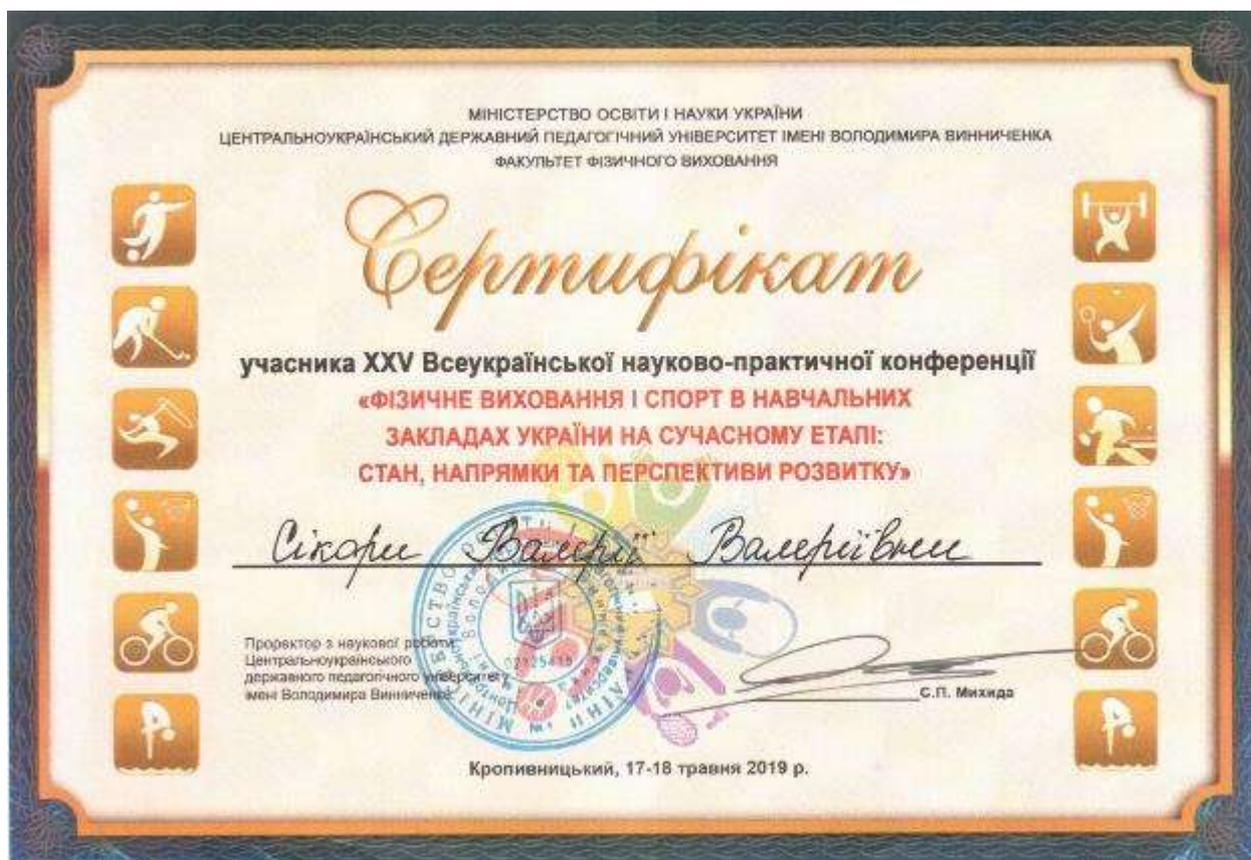 МІНІСТЕРСТВО ОСВІТИ І НАУКИ УКРАЇНИ
ЦЕНТРАЛЬНОУКРАЇНСЬКИЙ ДЕРЖАВНИЙ ПЕДАГОГІЧНИЙ УНІВЕРСИТЕТ ІМЕНІ ВОЛОДИМИРА ВИННИЧЕНКА
ФАКУЛЬТЕТ ФІЗИЧНОГО ВИХОВАННЯ
Сертифікат
учасника XXV Всеукраїнської науково-практичної конференції
«ФІЗИЧНЕ ВИХОВАННЯ І СПОРТ В НАВЧАЛЬНИХ
ЗАКЛАДАХ УКРАЇНИ НА СУЧАСНОМУ ЕТАПІ:
СТАН, НАПРЯМКИ ТА ПЕРСПЕКТИВИ РОЗВИТКУ»
Сікори Валерії Валеріївни
Проректор з наукової роботи
Центральноукраїнського
державного педагогічного університету
імені Володимира Винниченка
С.П. Михида
Кропивницький, 17-18 травня 2019 р.